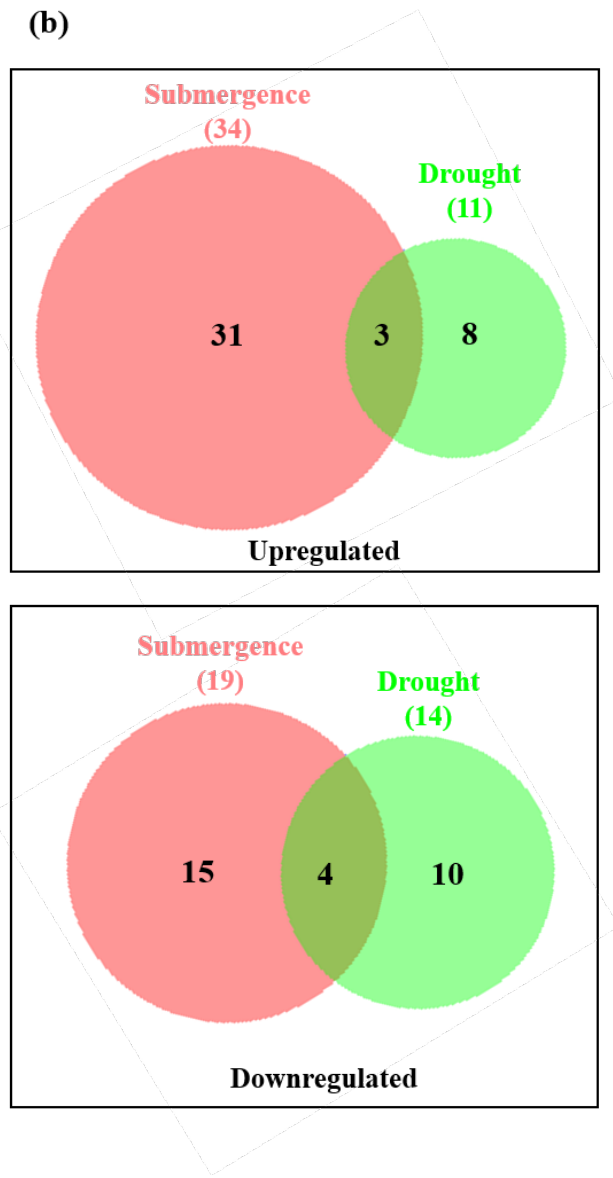 (b)
Submergence
(34)
Drought
(11)
31
3
8
Upregulated
Submergence
(19)
Drought
(14)
15
4
10
Downregulated